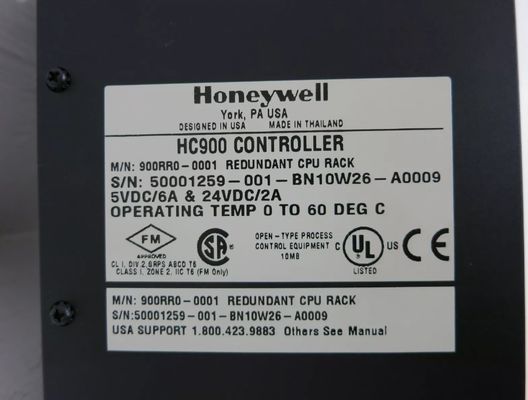 Honeywell
York, PA USA
DESIGNED IN USA MADE IN THAILAND
HC900 CONTROLLER
M/N: 900RR0-0001 REDUNDANT CPU RACK
S/N: 50001259-001-BN10W26-A0009
5VDC/6A & 24VDC/2A
OPERATING TEMP 0 TO 60 DEG C
FM
APPROVED
CL I, DIV 2, GRPS ABCD T6
CLASS I, ZONE 2, IIC T6 (FM Only)
SA
OPEN-TYPE PROCESS
CONTROL EQUIPMENT
10MB
C UL US
LISTED
CE
M/N: 900RR0-0001 REDUNDANT CPU RACK
S/N:50001259-001-BN10W26-A0009
USA SUPPORT 1.800.423.9883 Others See Manual